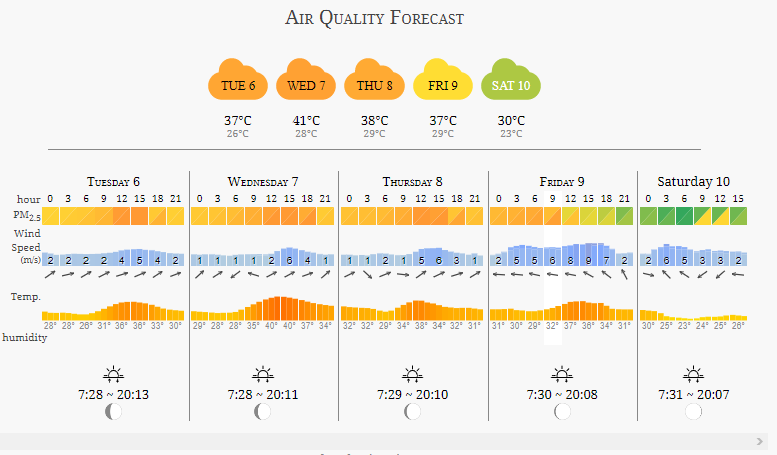 Air Quality Forecast
TUE 6 WED 7 THU 8 FRI 9 SAT 10
37°C 41°C 38°C 37°C 30°C
26°C 28°C 29°C 29°C 23°C
Tuesday 6 Wednesday 7 Thursday 8 Friday 9 Saturday 10
hour 0 3 6 9 12 15 18 21 0 3 6 9 12 15 18 21 0 3 6 9 12 15 18 21 0 3 6 9 12 15 18 21 0 3 6 9 12 15
PM2.5
Wind
Speed
(m/s) 2 2 2 2 4 5 4 2 1 1 1 1 2 6 4 1 1 1 2 1 5 6 3 1 2 5 5 6 8 9 7 2 2 6 5 3 3 2
Temp.
28° 28° 26° 31° 36° 36° 33° 30° 29° 28° 28° 35° 40° 40° 37° 34° 32° 32° 29° 34° 38° 34° 32° 31° 31° 30° 29° 32° 37° 36° 34° 31° 30° 25° 23° 24° 25° 26°
humidity
7:28 ~ 20:13 7:28 ~ 20:11 7:29 ~ 20:10 7:30 ~ 20:08 7:31 ~ 20:07